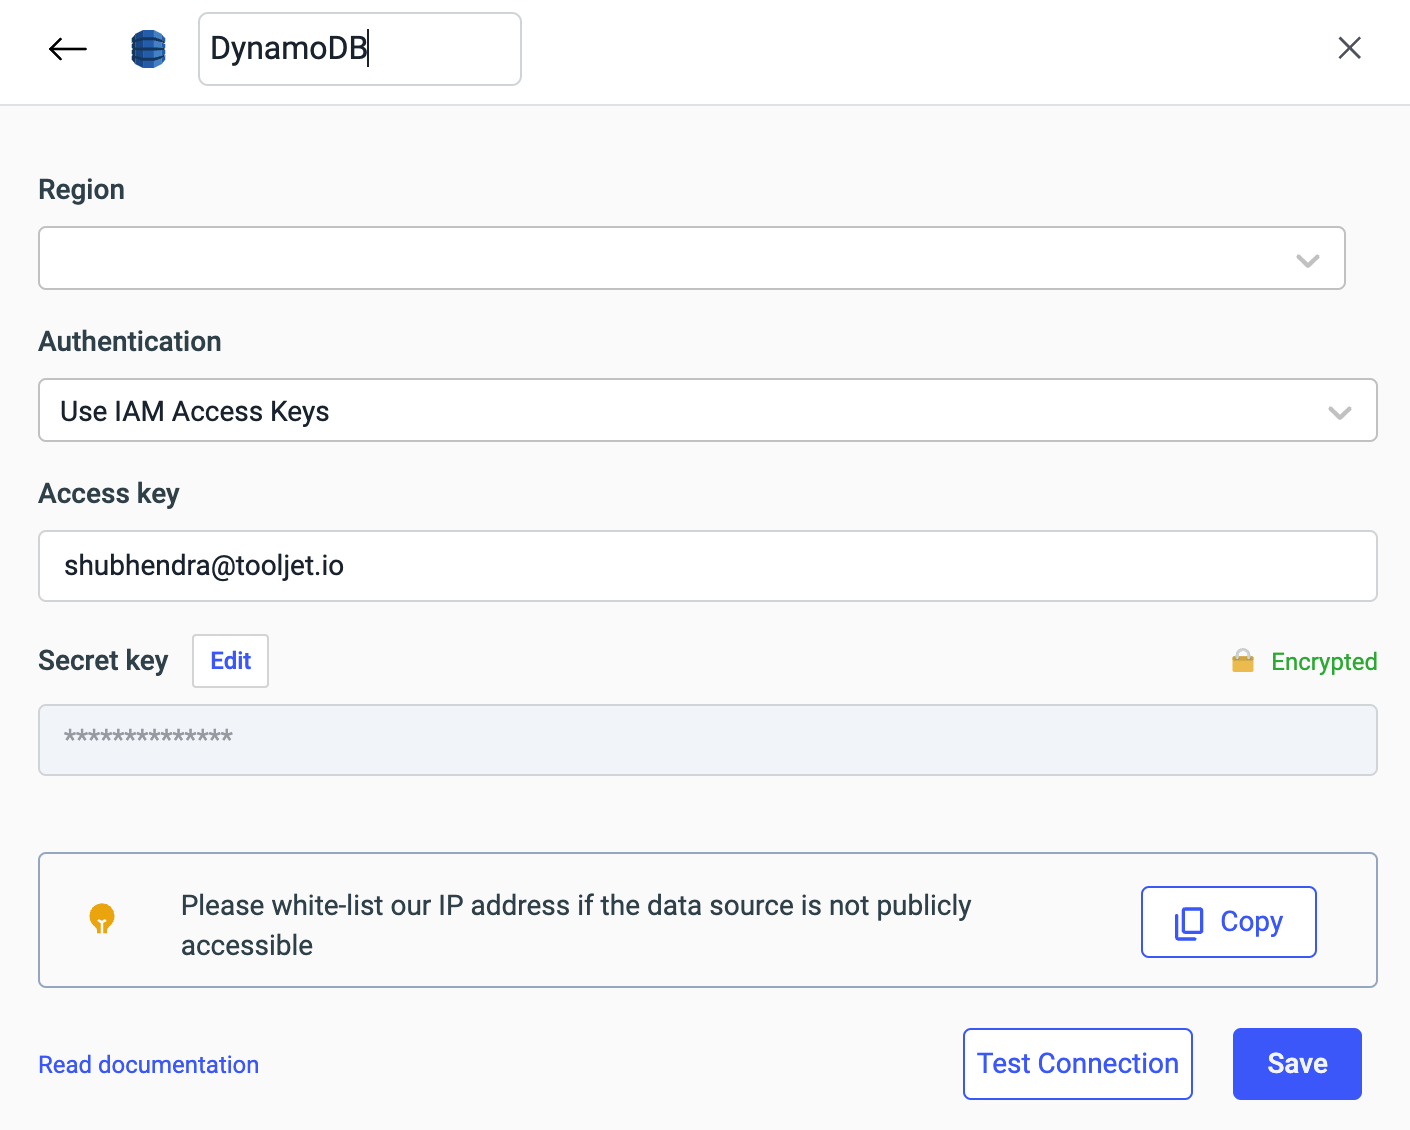 DynamoDB
Region
Authentication
Use IAM Access Keys
Access key
shubhendra@tooljet.io
Secret key
Edit
Encrypted
**************
Please white-list our IP address if the data source is not publicly
accessible
Copy
Read documentation
Test Connection
Save